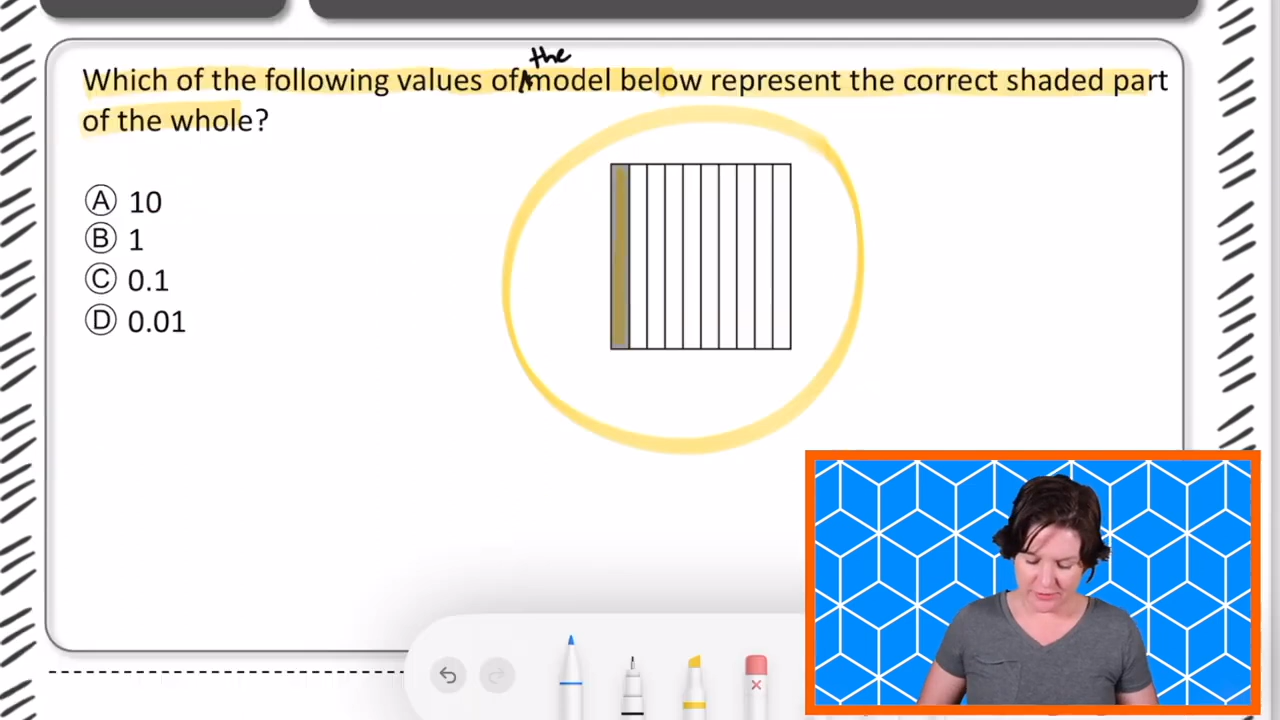 the
Which of the following values of model below represent the correct shaded part
of the whole?
A 10
B 1
C 0.1
D 0.01